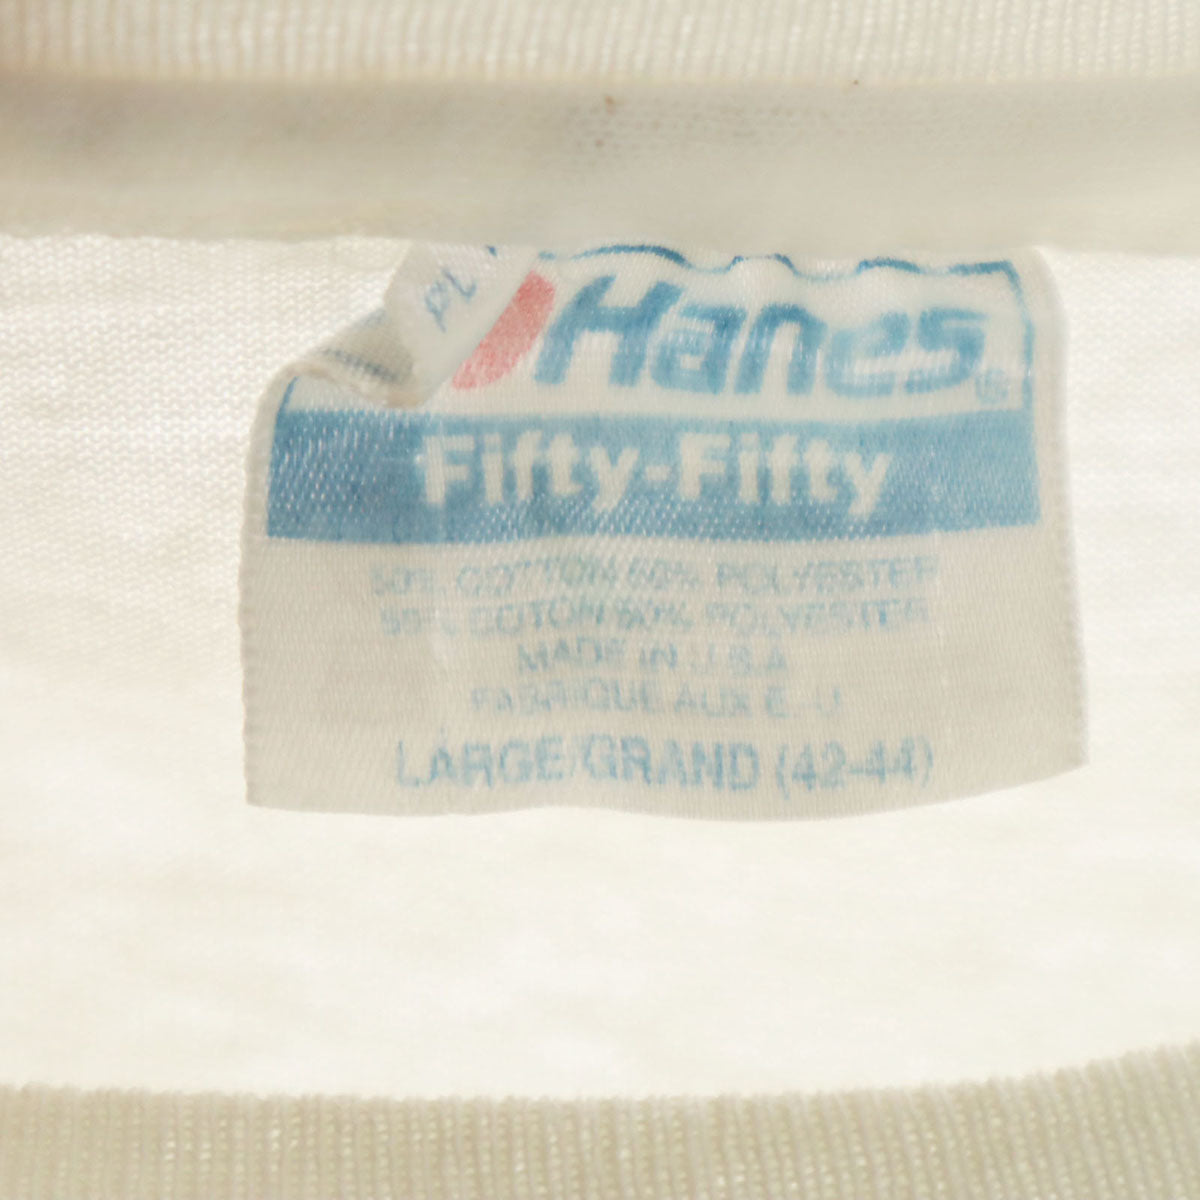 Hanes®
Fifty-Fifty
50% COTTON 50% POLYESTER
50% COTON 50% POLYESTER
MADE IN U.S.A
FABRIQUE AUX E.-U
LARGE/GRAND (42-44)